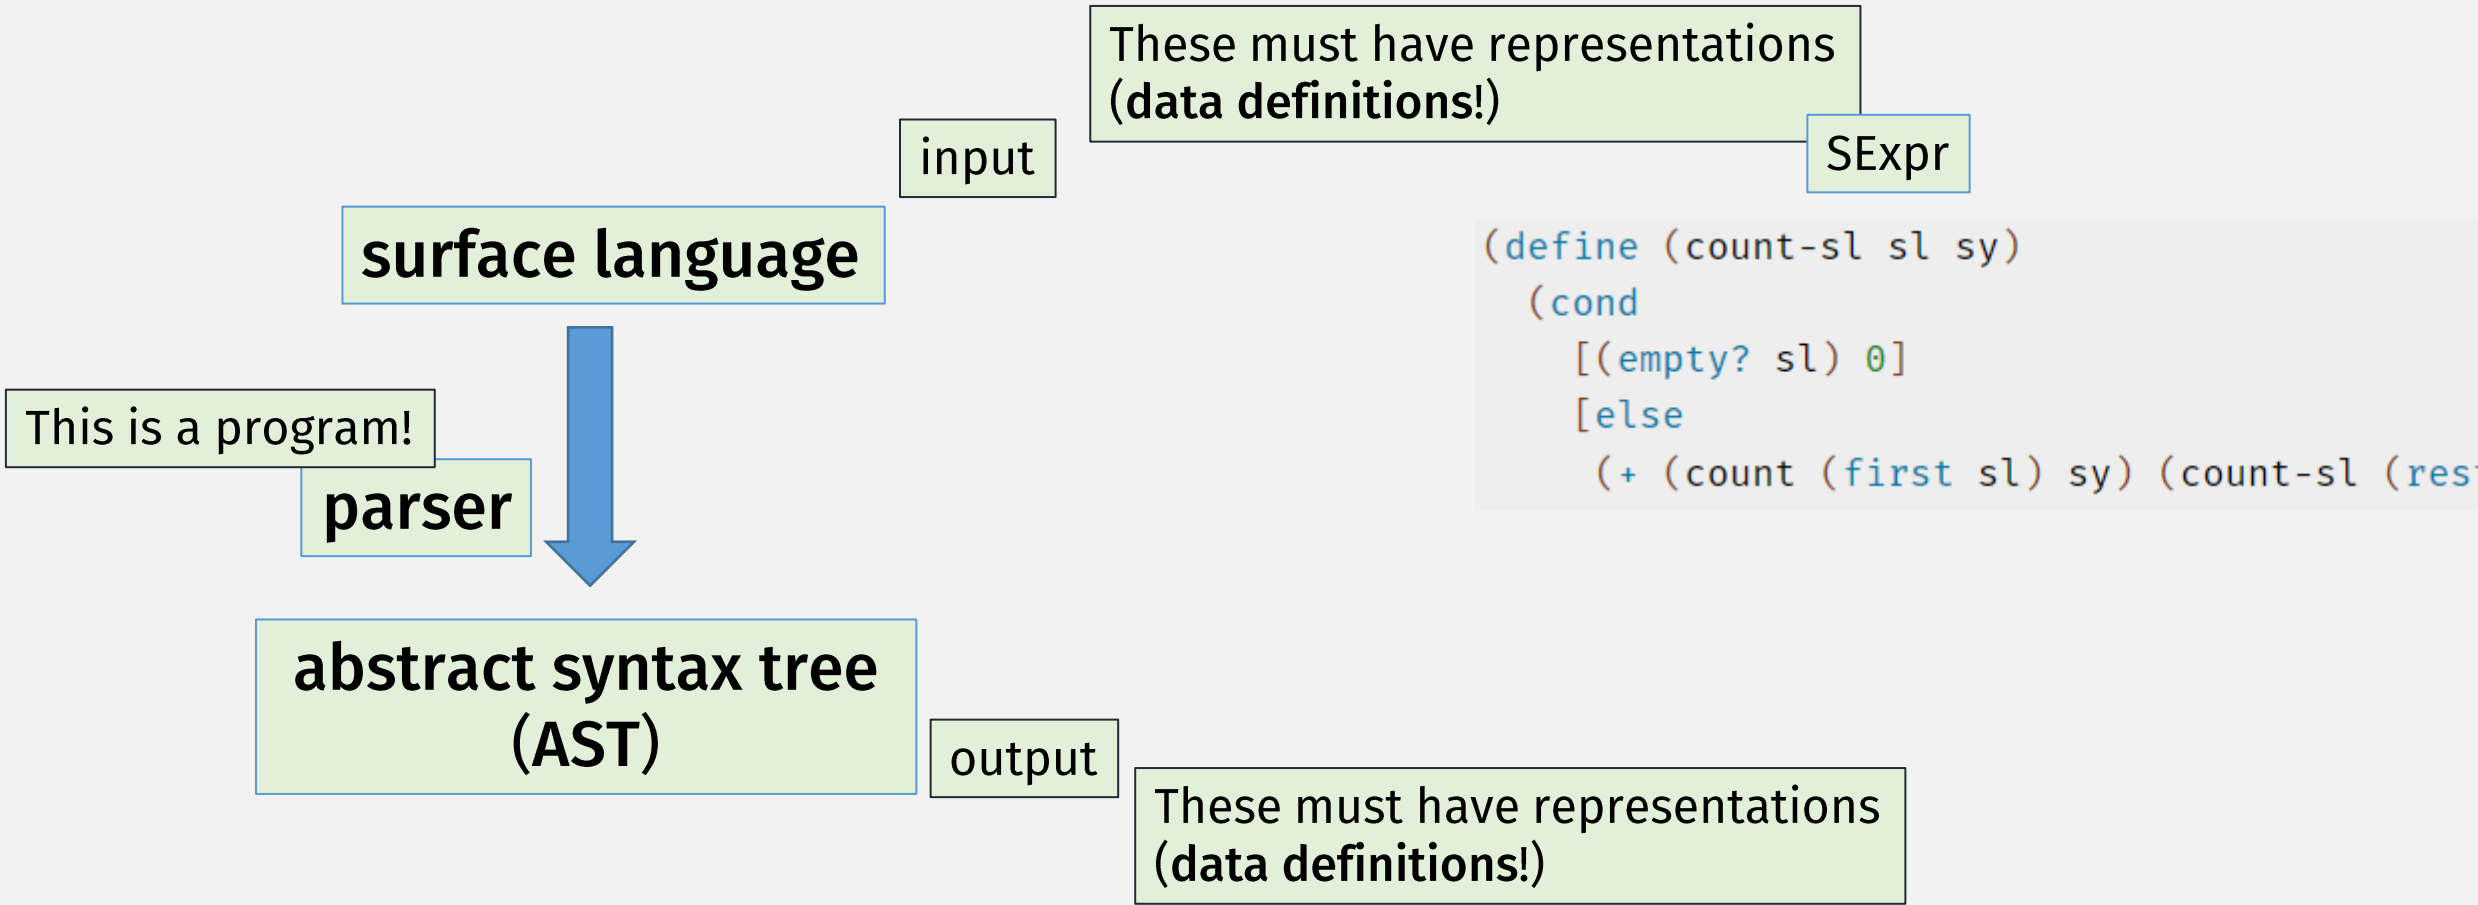 These must have representations
(data definitions!)
input
SExpr
surface language
(define (count-sl sl sy)
(cond
[(empty? sl) 0]
[else
(+ (count (first sl) sy) (count-sl (res
This is a program!
parser
abstract syntax tree
(AST)
output
These must have representations
(data definitions!)